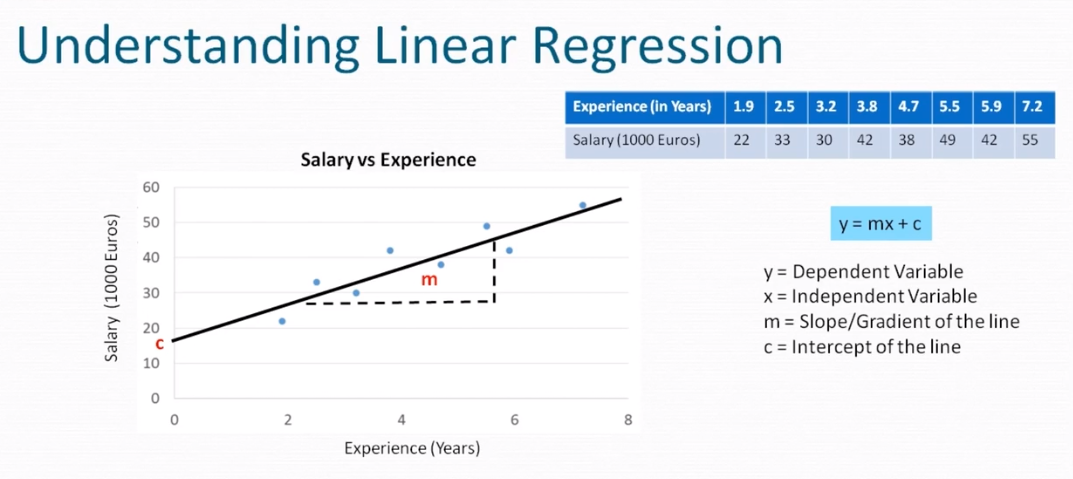 Understanding Linear Regression
Experience (in Years) 1.9 2.5 3.2 3.8 4.7 5.5 5.9 7.2
Salary (1000 Euros) 22 33 30 42 38 49 42 55
Salary vs Experience
60
50
40
30
20
10
0
Salary (1000 Euros)
c
m
0 2 4 6 8
Experience (Years)
y = mx + c
y = Dependent Variable
x = Independent Variable
m = Slope/Gradient of the line
c = Intercept of the line